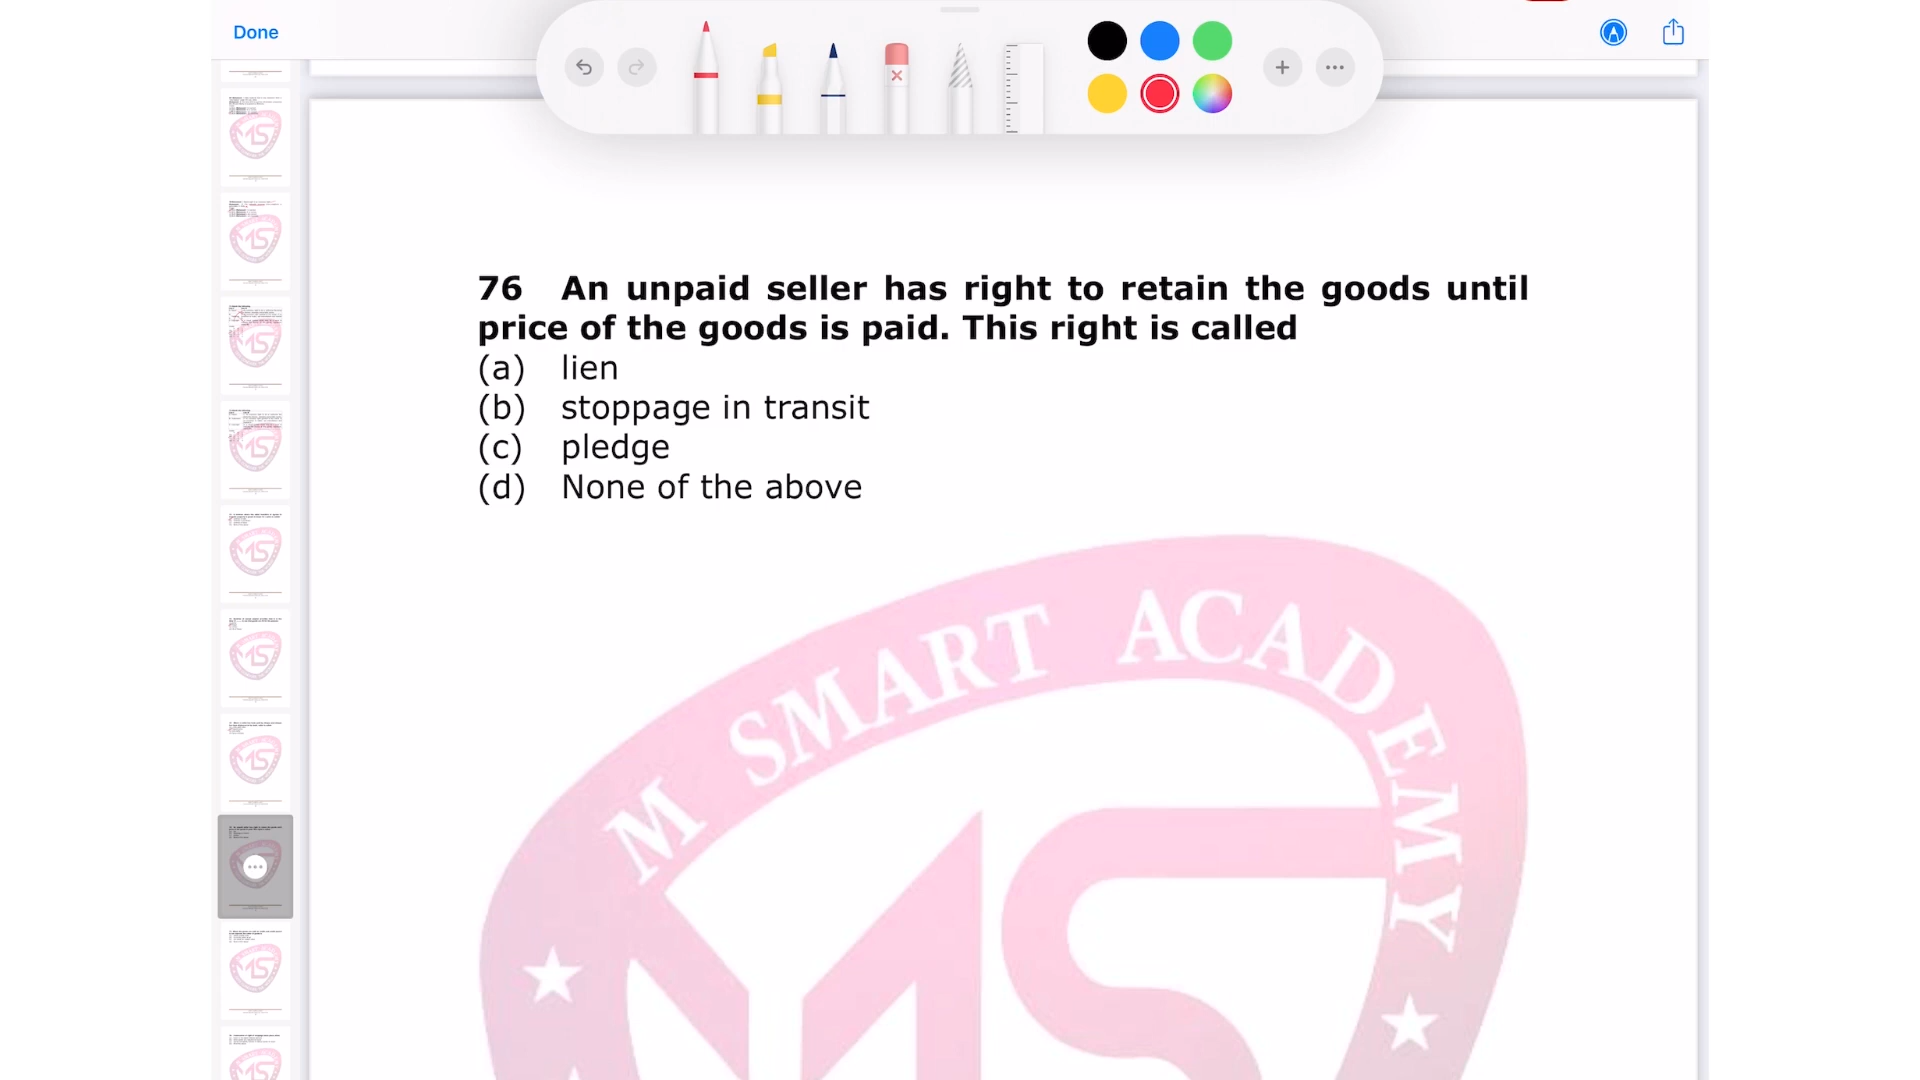 Done
76 An unpaid seller has right to retain the goods until
price of the goods is paid. This right is called
(a) lien
(b) stoppage in transit
(c) pledge
(d) None of the above
M SMART ACADEMY
MS